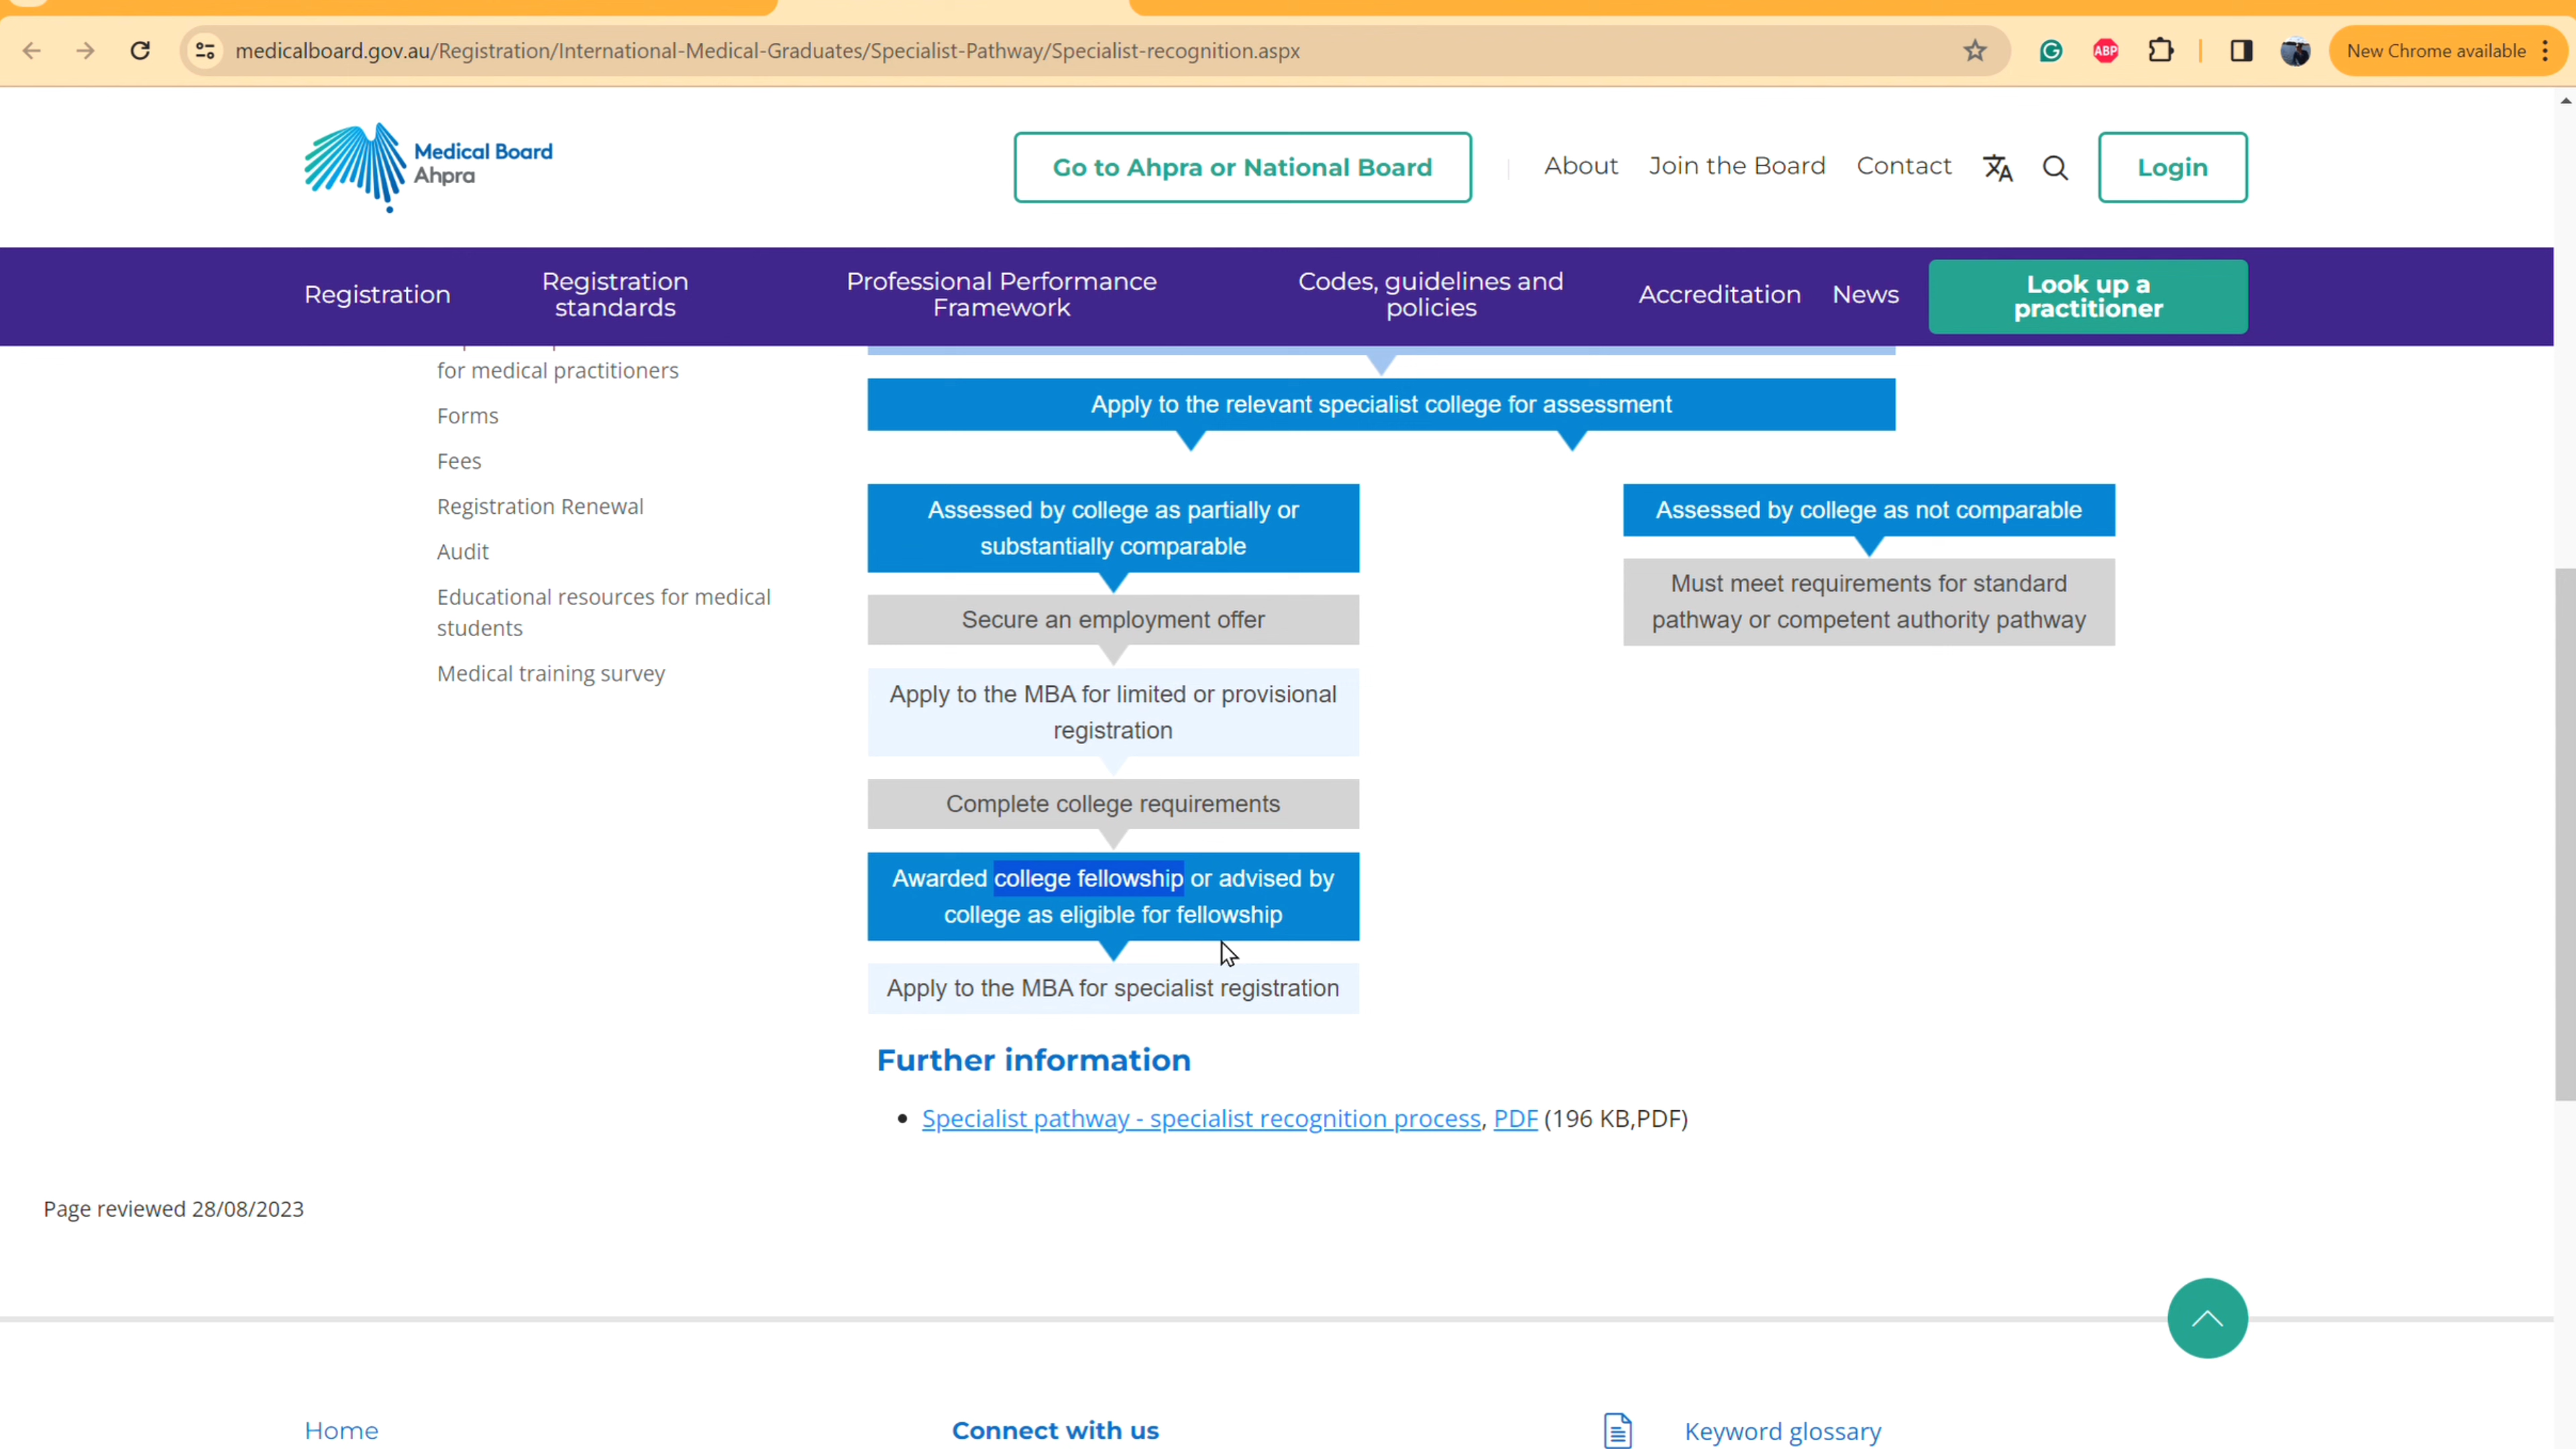 medicalboard.gov.au/Registration/International-Medical-Graduates/Specialist-Pathway/Specialist-recognition.aspx
ABP
New Chrome available
Medical Board
Ahpra
Go to Ahpra or National Board
About
Join the Board
Contact
Login
Registration
Registration
standards
Professional Performance
Framework
Codes, guidelines and
policies
Accreditation
News
Look up a
practitioner
for medical practitioners
Forms
Fees
Registration Renewal
Audit
Educational resources for medical
students
Medical training survey
Apply to the relevant specialist college for assessment
Assessed by college as partially or
substantially comparable
Secure an employment offer
Apply to the MBA for limited or provisional
registration
Complete college requirements
Awarded college fellowship or advised by
college as eligible for fellowship
Apply to the MBA for specialist registration
Assessed by college as not comparable
Must meet requirements for standard
pathway or competent authority pathway
Further information
Specialist pathway - specialist recognition process, PDF (196 KB,PDF)
Page reviewed 28/08/2023
Home
Connect with us
Keyword glossary